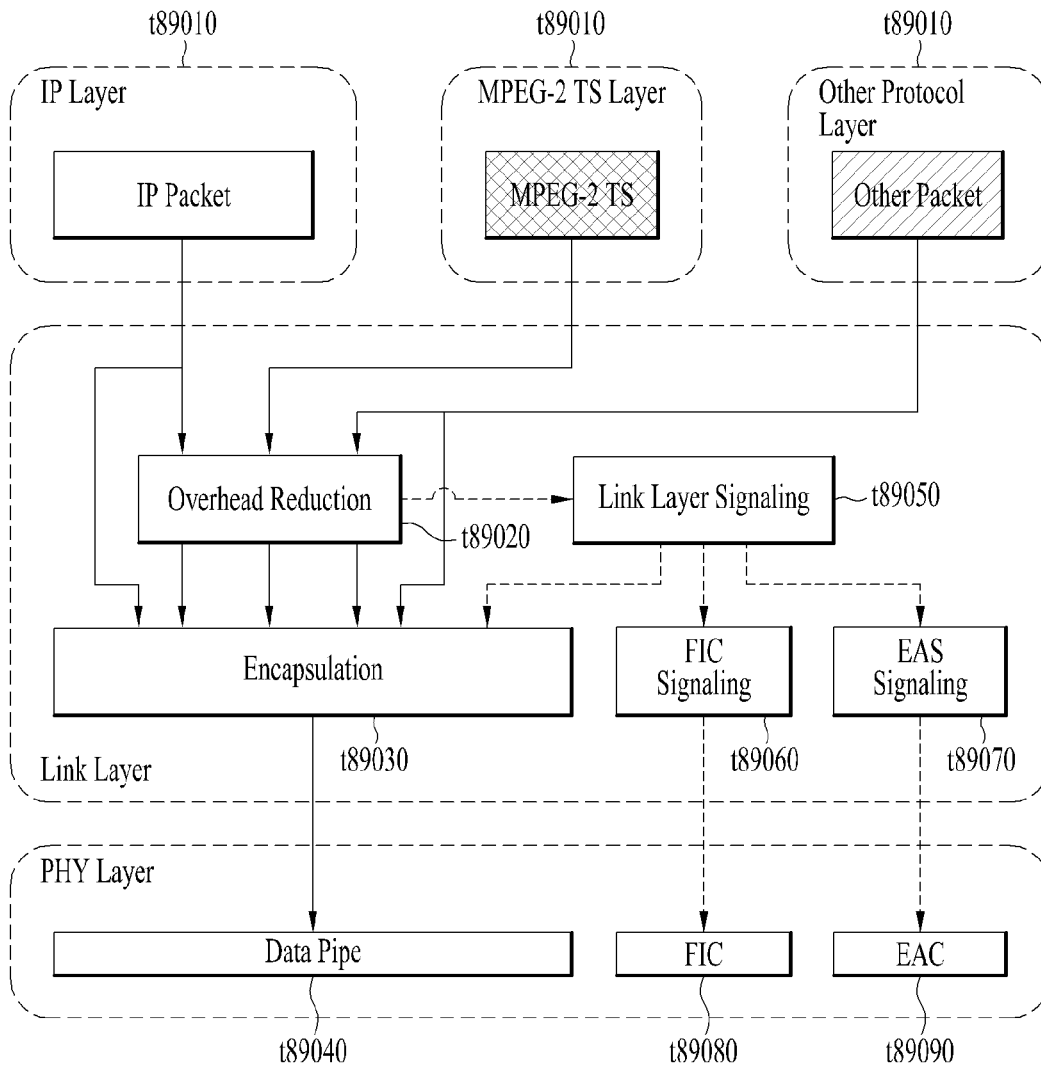 t89010
t89010
t89010
IP Layer
MPEG-2 TS Layer
Other Protocol
Layer
IP Packet
MPEG-2 TS
Other Packet
Overhead Reduction
Link Layer Signaling
t89050
t89020
Encapsulation
FIC
Signaling
EAS
Signaling
t89030
t89060
t89070
Link Layer
PHY Layer
Data Pipe
FIC
EAC
t89040
t89080
t89090